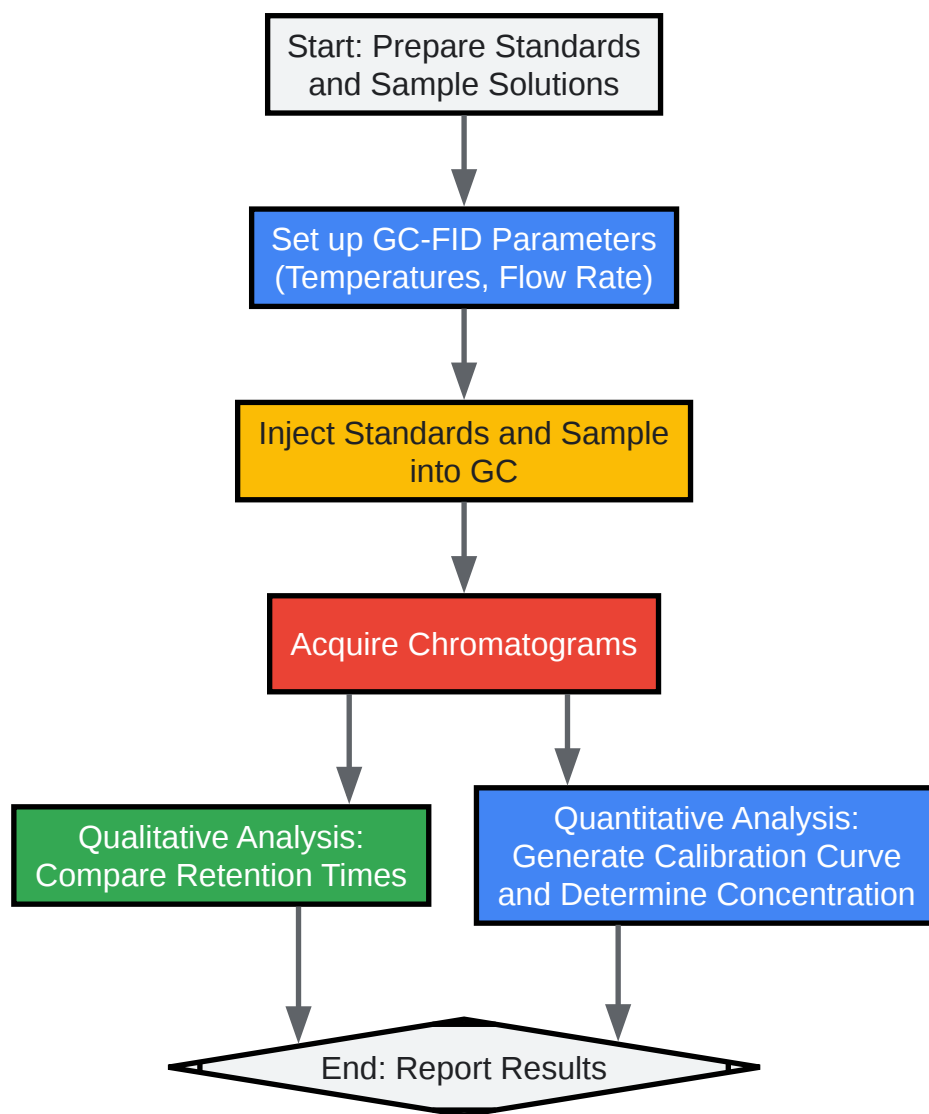 Start: Prepare Standards
and Sample Solutions
Set up GC-FID Parameters
(Temperatures, Flow Rate)
Inject Standards and Sample
into GC
Acquire Chromatograms
Qualitative Analysis:
Compare Retention Times
Quantitative Analysis:
Generate Calibration Curve
and Determine Concentration
End: Report Results